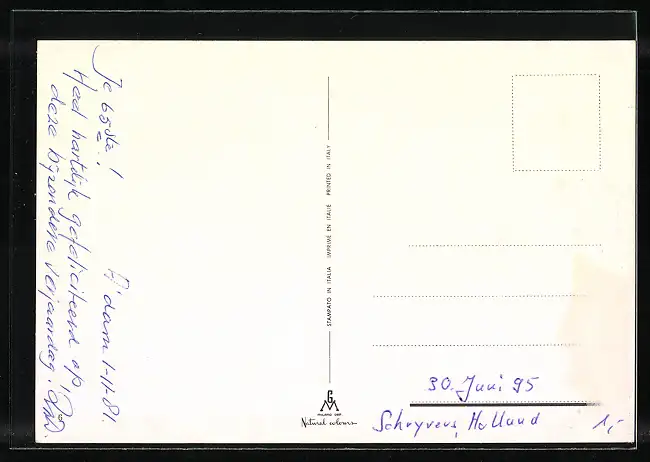 Je 65ste!
A'dam 1-11-81.
Heel hartelijk gefeliciteerd op
deze bijzondere verjaardag.
STAMPATO IN ITALIA IMPRIMÉ EN ITALIE PRINTED IN ITALY
Natural colours
30. Juni 95
Schryvers, Holland 1,-